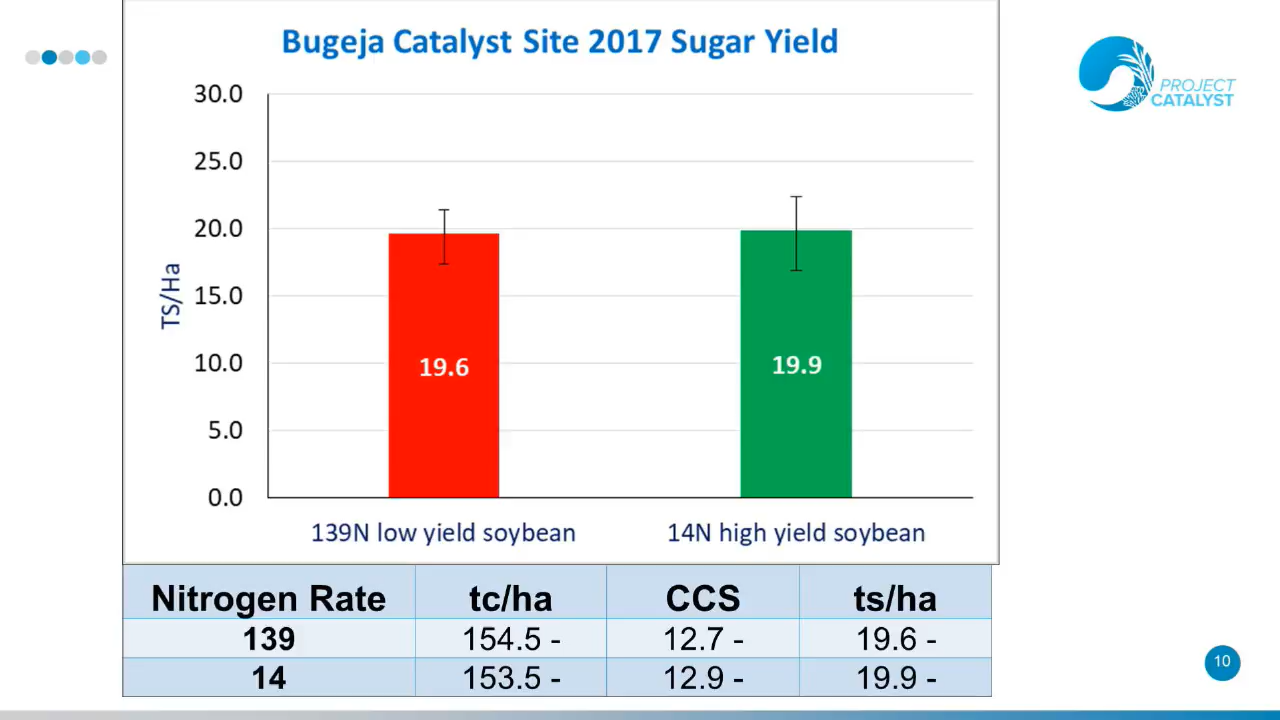 Bugeja Catalyst Site 2017 Sugar Yield
PROJECT
CATALYST
30.0
25.0
20.0
15.0
10.0
5.0
0.0
TS/Ha
19.6
19.9
139N low yield soybean
14N high yield soybean
Nitrogen Rate tc/ha CCS ts/ha
139 154.5 - 12.7 - 19.6 -
14 153.5 - 12.9 - 19.9 -
10